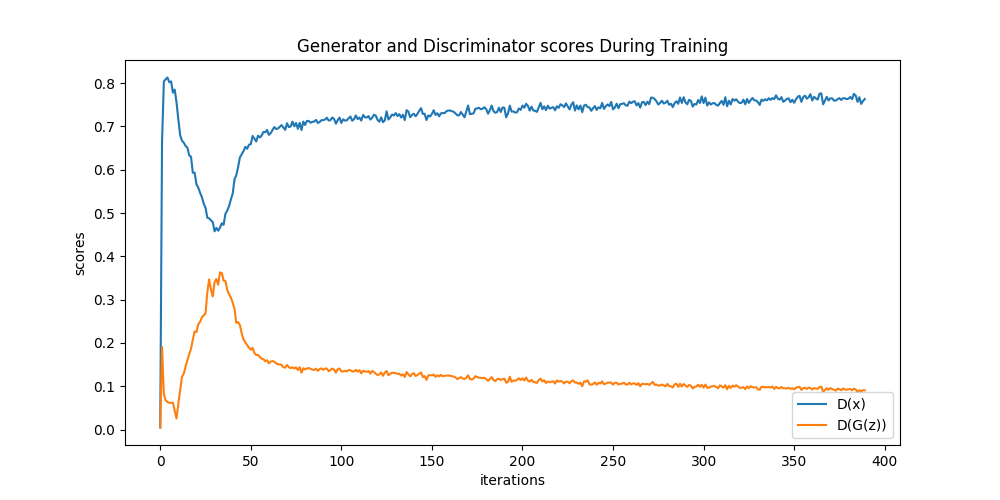 Generator and Discriminator scores During Training
scores
0.8
0.7
0.6
0.5
0.4
0.3
0.2
0.1
0.0
D(x)
D(G(z))
0 50 100 150 200 250 300 350 400
iterations